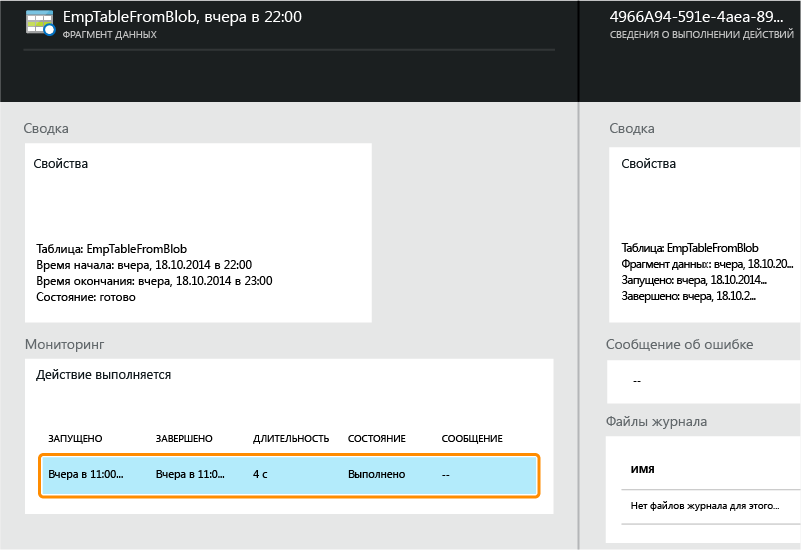 EmpTableFromBlob, вчера в 22:00
ФРАГМЕНТ ДАННЫХ
Сводка
Свойства
Таблица: EmpTableFromBlob
Время начала: вчера, 18.10.2014 в 22:00
Время окончания: вчера, 18.10.2014 в 23:00
Состояние: готово
Мониторинг
Действие выполняется
ЗАПУЩЕНО ЗАВЕРШЕНО ДЛИТЕЛЬНОСТЬ СОСТОЯНИЕ СООБЩЕНИЕ
Вчера в 11:00... Вчера в 11:0... 4 с Выполнено --
4966A94-591e-4aea-89...
СВЕДЕНИЯ О ВЫПОЛНЕНИИ ДЕЙСТВИЙ
Сводка
Свойства
Таблица: EmpTableFromBlob
Фрагмент данных: вчера, 18.10.20...
Запущено: вчера, 18.10.2014...
Завершено: вчера, 18.10.2...
Сообщение об ошибке
--
Файлы журнала
ИМЯ
Нет файлов журнала для этого...